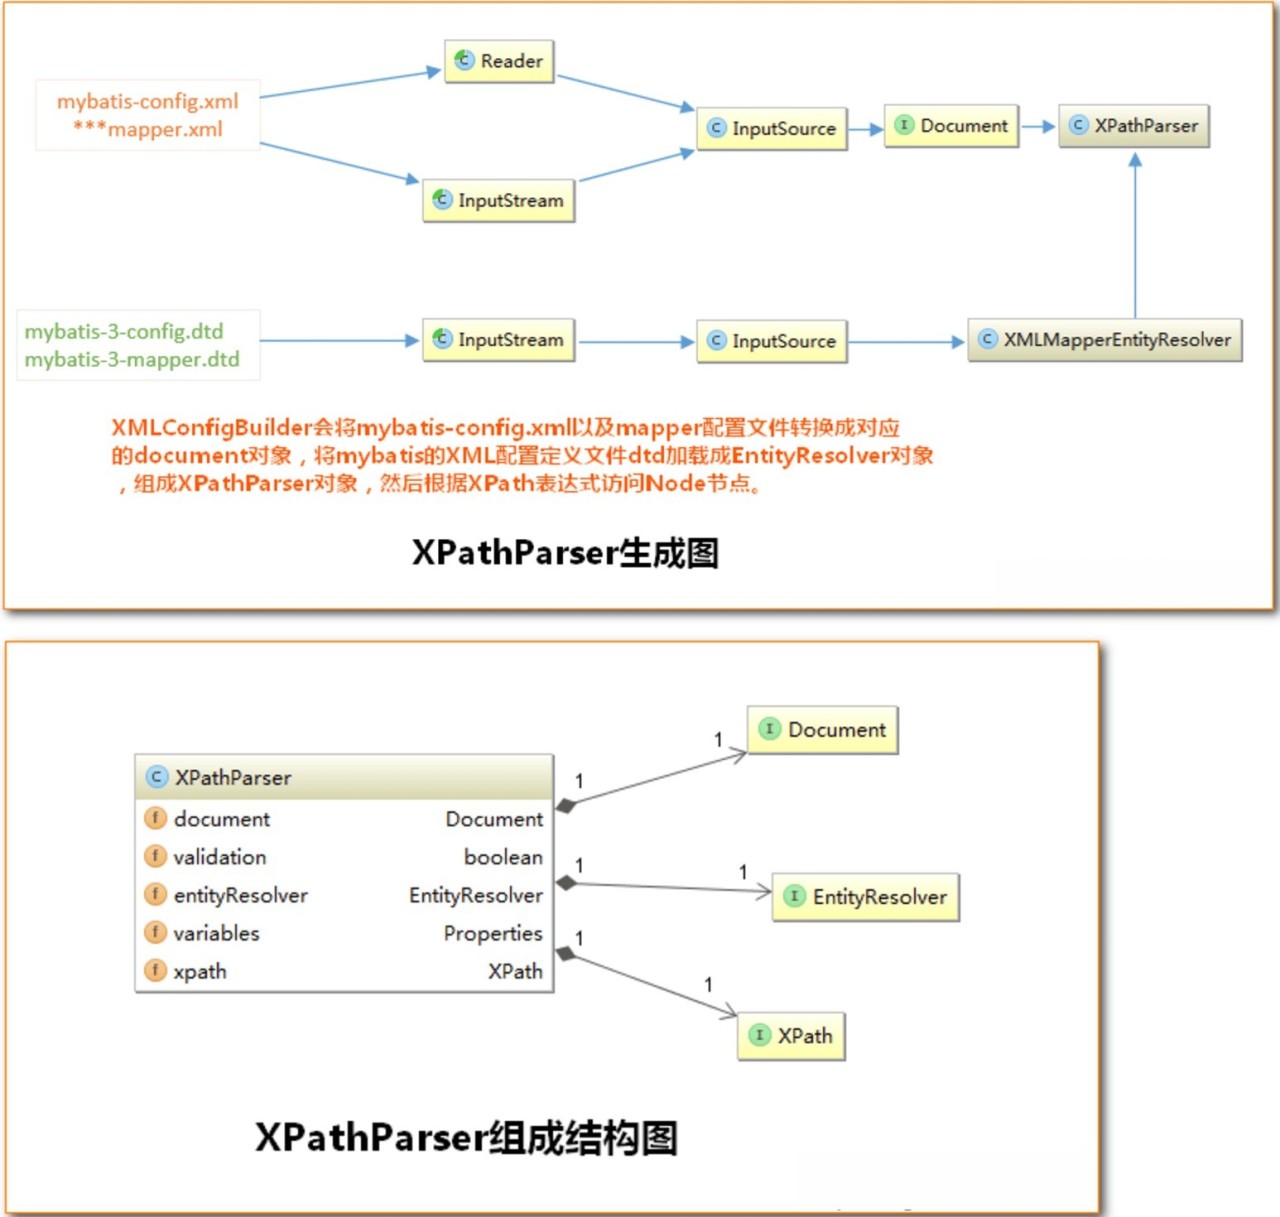 Reader
mybatis-config.xml
***mapper.xml
InputSource
Document
XPathParser
InputStream
mybatis-3-config.dtd
mybatis-3-mapper.dtd
InputStream
InputSource
XMLMapperEntityResolver
XMLConfigBuilder会将mybatis-config.xml以及mapper配置文件转换成对应
的document对象，将mybatis的XML配置定义文件dtd加载成EntityResolver对象
，组成XPathParser对象，然后根据XPath表达式访问Node节点。
XPathParser生成图
XPathParser
document Document
validation boolean
entityResolver EntityResolver
variables Properties
xpath XPath
1
1
Document
1
1
EntityResolver
1
1
XPath
XPathParser组成结构图